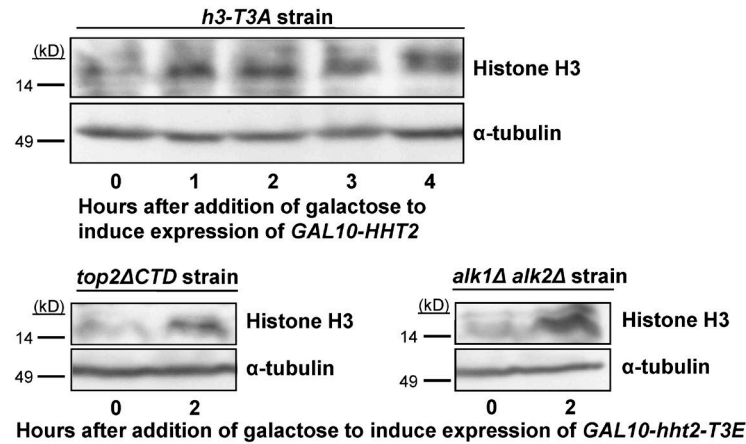 h3-T3A strain
(kD)
Histone H3
14
α-tubulin
49
0 1 2 3 4
Hours after addition of galactose to
induce expression of GAL10-HHT2
top2ΔCTD strain
(kD)
Histone H3
14
α-tubulin
49
0 2
alk1Δ alk2Δ strain
(kD)
Histone H3
14
α-tubulin
49
0 2
Hours after addition of galactose to induce expression of GAL10-hht2-T3E